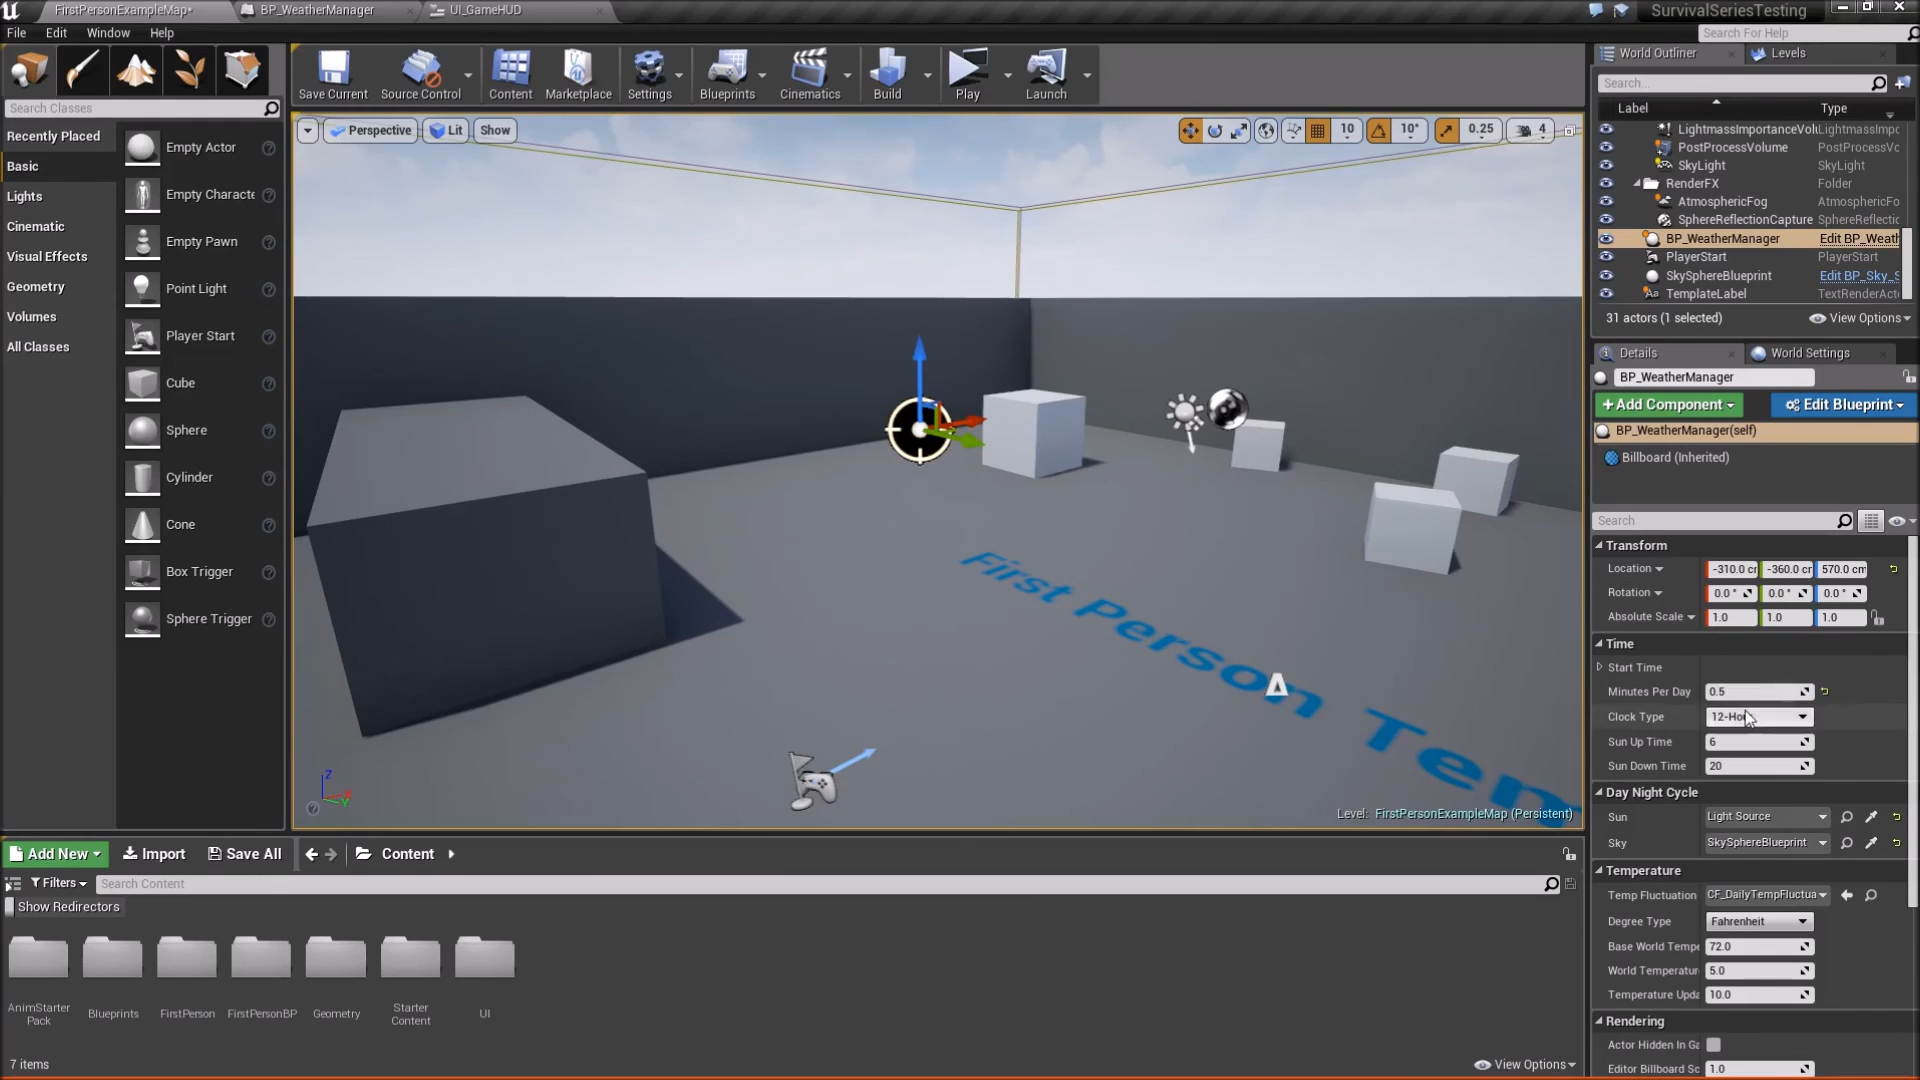 FirstPersonExampleMap*
BP_WeatherManager
UI_GameHUD
SurvivalSeriesTesting
File
Edit
Window
Help
Search For Help
Save Current
Source Control
Content
Marketplace
Settings
Blueprints
Cinematics
Build
Play
Launch
Search Classes
Recently Placed
Basic
Lights
Cinematic
Visual Effects
Geometry
Volumes
All Classes
Empty Actor
Empty Characte
Empty Pawn
Point Light
Player Start
Cube
Sphere
Cylinder
Cone
Box Trigger
Sphere Trigger
Perspective
Lit
Show
10
10°
0.25
4
First Person Tem
Z
X
Y
Level: FirstPersonExampleMap (Persistent)
World Outliner
Levels
Search...
Label
Type
LightmassImportanceVolu
LightmassImpc
PostProcessVolume
PostProcessVc
SkyLight
SkyLight
RenderFX
Folder
AtmosphericFog
AtmosphericFo
SphereReflectionCapture
SphereReflectic
BP_WeatherManager
Edit BP_Weath
PlayerStart
PlayerStart
SkySphereBlueprint
Edit BP_Sky_S
TemplateLabel
TextRenderActe
31 actors (1 selected)
View Options
Details
World Settings
BP_WeatherManager
+Add Component
Edit Blueprint
BP_WeatherManager(self)
Billboard (Inherited)
Search
Transform
Location
-310.0 cr
-360.0 cr
570.0 cm
Rotation
0.0 °
0.0 °
0.0 °
Absolute Scale
1.0
1.0
1.0
Time
Start Time
Minutes Per Day
0.5
Clock Type
12-Hou
Sun Up Time
6
Sun Down Time
20
Day Night Cycle
Sun
Light Source
Sky
SkySphereBlueprint
Temperature
Temp Fluctuation
CF_DailyTempFluctua
Degree Type
Fahrenheit
Base World Tempe
72.0
World Temperatur
5.0
Temperature Upda
10.0
Rendering
Actor Hidden In Ga
Editor Billboard Sc
1.0
Add New
Import
Save All
Content
Filters
Search Content
Show Redirectors
AnimStarter
Pack
Blueprints
FirstPerson
FirstPersonBP
Geometry
Starter
Content
UI
7 items
View Options